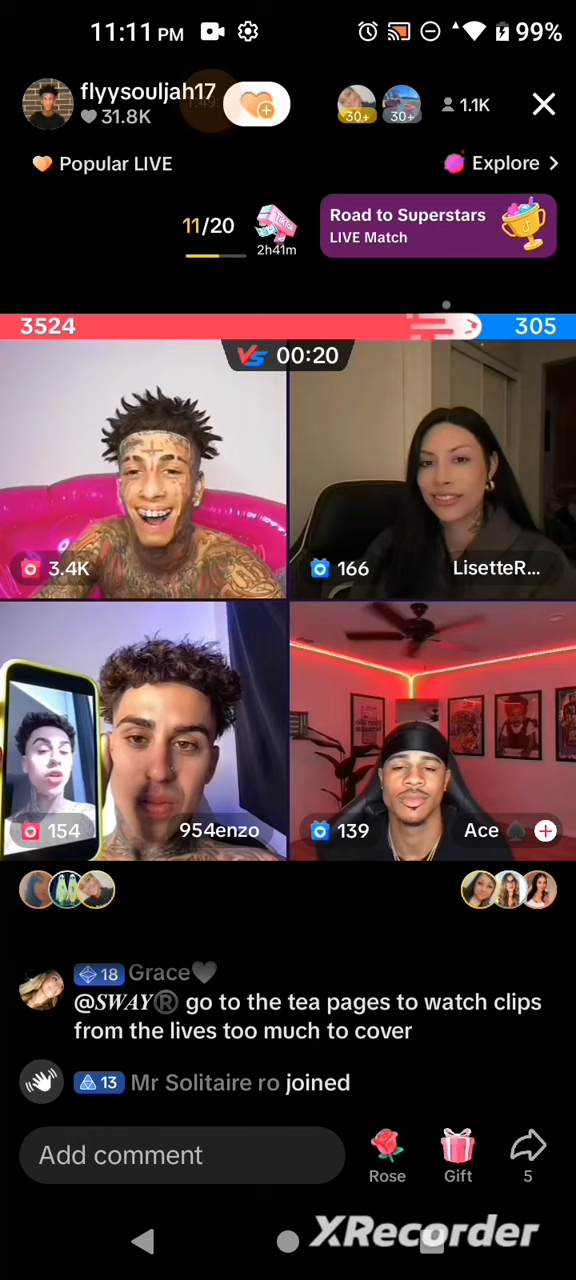 11:11 PM
99%
flyysouljah17
31.8K
30+
30+
1.1K
Popular LIVE
Explore >
11/20
TikTok
2h41m
Road to Superstars
LIVE Match
3524
305
VS 00:20
3.4K
166
LisetteR...
154
954enzo
139
Ace ♠
18 Grace🖤
@𝑺𝑾𝑨𝒀®️ go to the tea pages to watch clips
from the lives too much to cover
13 Mr Solitaire ro joined
Add comment
Rose
Gift
5
XRecorder